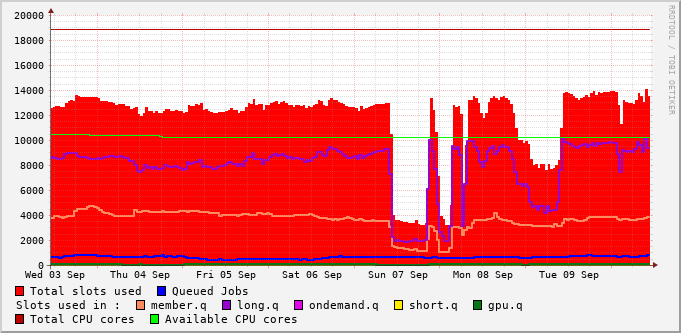 RRDTOOL / TOBI OETIKER
20000
18000
16000
14000
12000
10000
8000
6000
4000
2000
0
Wed 03 Sep Thu 04 Sep Fri 05 Sep Sat 06 Sep Sun 07 Sep Mon 08 Sep Tue 09 Sep
Total slots used Queued Jobs
Slots used in : member.q long.q ondemand.q short.q gpu.q
Total CPU cores Available CPU cores